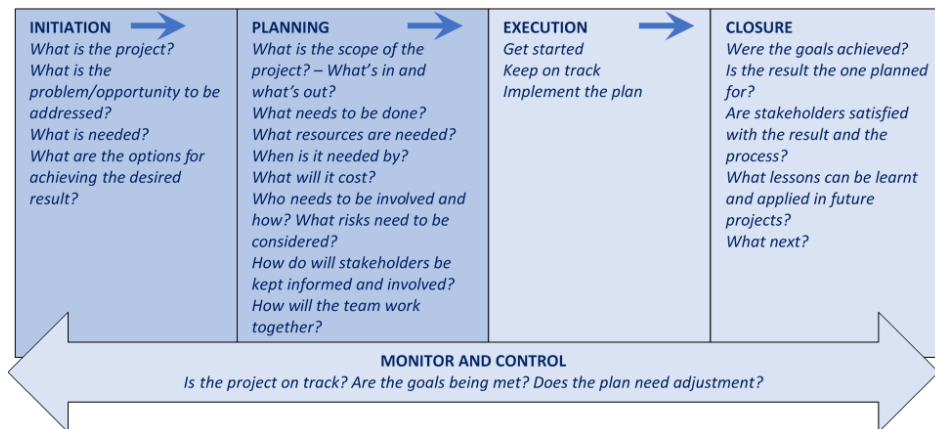 INITIATION
What is the project?
What is the
problem/opportunity to be
addressed?
What is needed?
What are the options for
achieving the desired
result?
PLANNING
What is the scope of the
project? – What's in and
what's out?
What needs to be done?
What resources are needed?
When is it needed by?
What will it cost?
Who needs to be involved and
how? What risks need to be
considered?
How do will stakeholders be
kept informed and involved?
How will the team work
together?
EXECUTION
Get started
Keep on track
Implement the plan
CLOSURE
Were the goals achieved?
Is the result the one planned
for?
Are stakeholders satisfied
with the result and the
process?
What lessons can be learnt
and applied in future
projects?
What next?
MONITOR AND CONTROL
Is the project on track? Are the goals being met? Does the plan need adjustment?